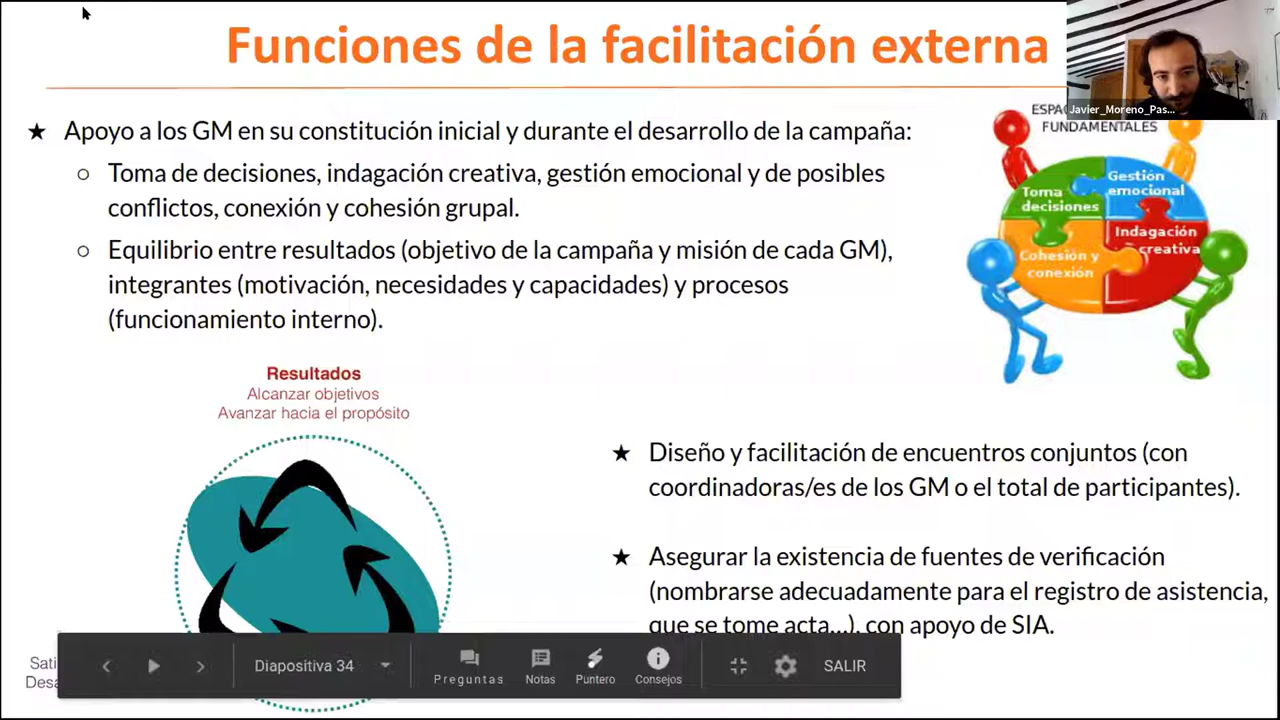 Funciones de la facilitación externa
Javier_Moreno_Pas...
FUNDAMENTALES
★ Apoyo a los GM en su constitución inicial y durante el desarrollo de la campaña:
○ Toma de decisiones, indagación creativa, gestión emocional y de posibles
conflictos, conexión y cohesión grupal.
○ Equilibrio entre resultados (objetivo de la campaña y misión de cada GM),
integrantes (motivación, necesidades y capacidades) y procesos
(funcionamiento interno).
Toma
decisiones
Gestión
emocional
Cohesión y
conexión
Indagación
creativa
Resultados
Alcanzar objetivos
Avanzar hacia el propósito
★ Diseño y facilitación de encuentros conjuntos (con
coordinadoras/es de los GM o el total de participantes).
★ Asegurar la existencia de fuentes de verificación
(nombrarse adecuadamente para el registro de asistencia,
que se tome acta...), con apoyo de SIA.
Diapositiva 34
Preguntas
Notas
Puntero
Consejos
SALIR